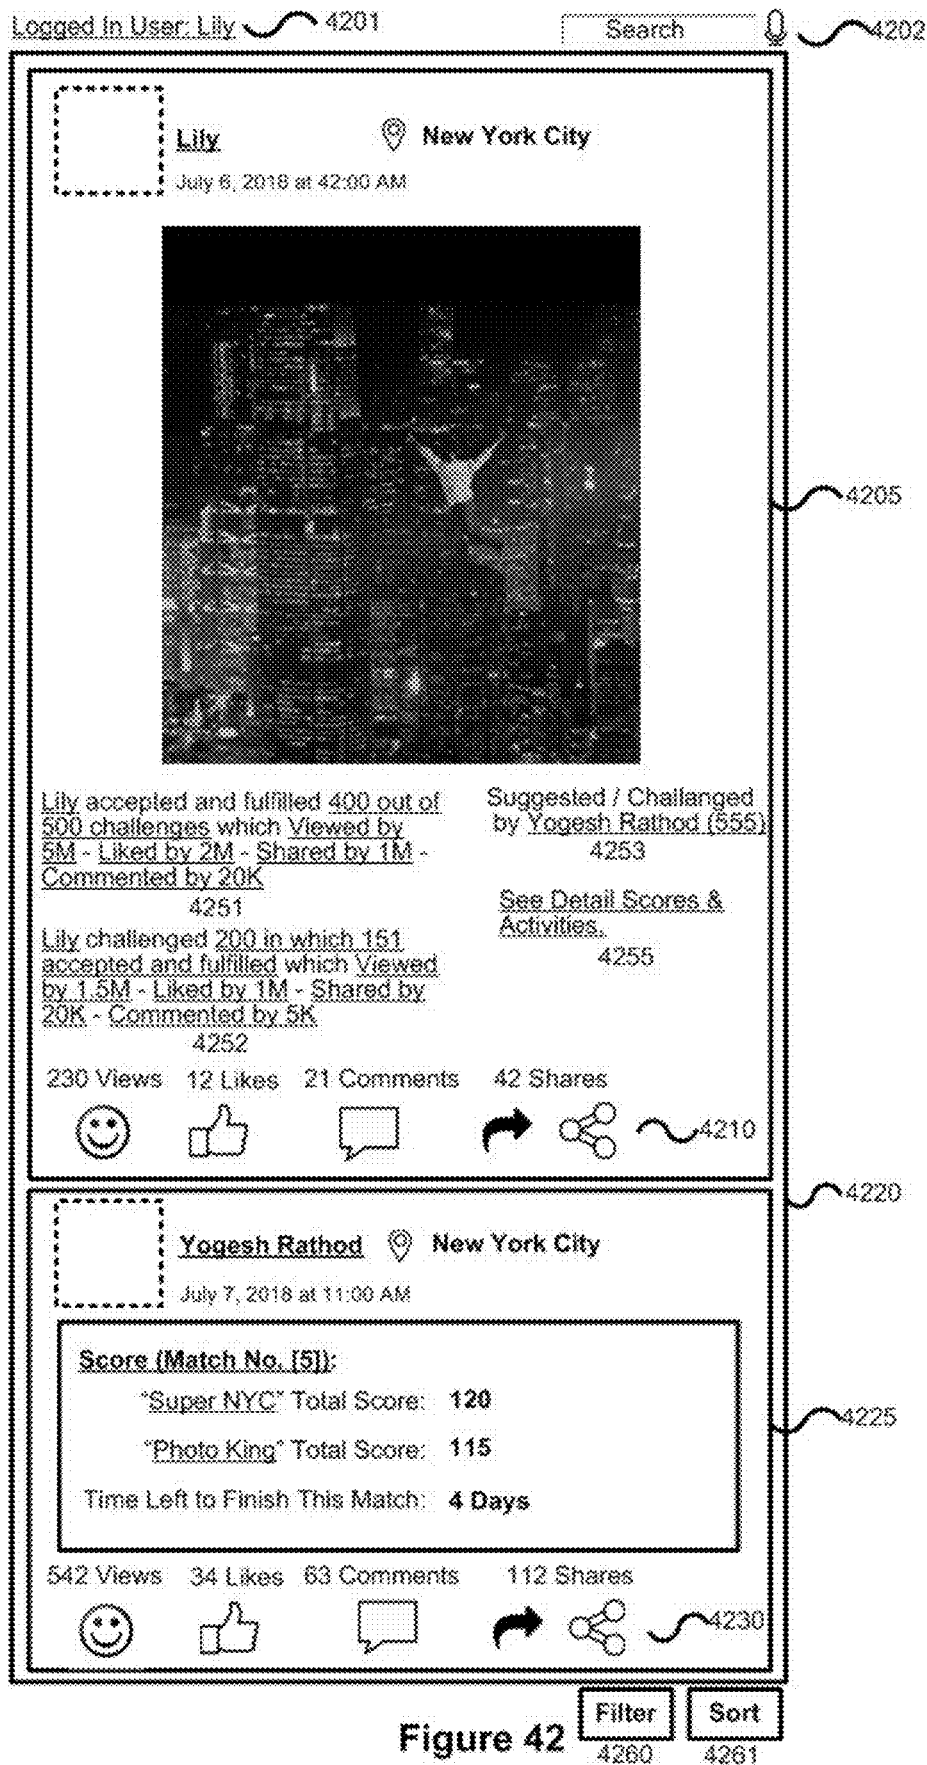 Logged In User: Lily 4201 Search 4202
Lily New York City
July 6, 2018 at 42:00 AM
4205
Lily accepted and fulfilled 400 out of
500 challenges which Viewed by
5M - Liked by 2M - Shared by 1M -
Commented by 20K
4251
Suggested / Challanged
by Yogesh Rathod (555)
4253
See Detail Scores &
Activities.
4255
Lily challenged 200 in which 151
accepted and fulfilled which Viewed
by 1.5M - Liked by 1M - Shared by
20K - Commented by 5K
4252
230 Views 12 Likes 21 Comments 42 Shares
4210
4220
Yogesh Rathod New York City
July 7, 2018 at 11:00 AM
Score (Match No. [5]):
"Super NYC" Total Score: 120
4225
"Photo King" Total Score: 115
Time Left to Finish This Match: 4 Days
542 Views 34 Likes 63 Comments 112 Shares
4230
Figure 42 Filter Sort
4260 4261